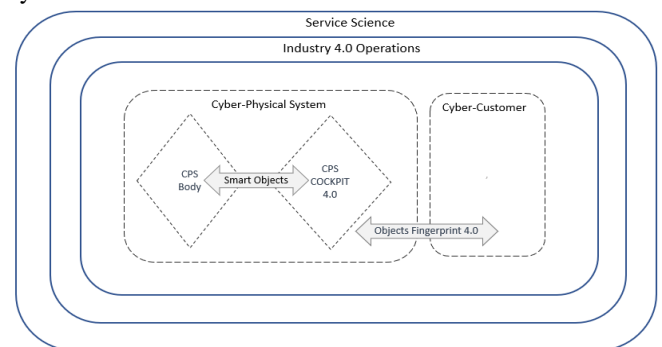 Service Science
Industry 4.0 Operations
Cyber-Physical System
Cyber-Customer
CPS
Body
Smart Objects
CPS
COCKPIT
4.0
Objects Fingerprint 4.0